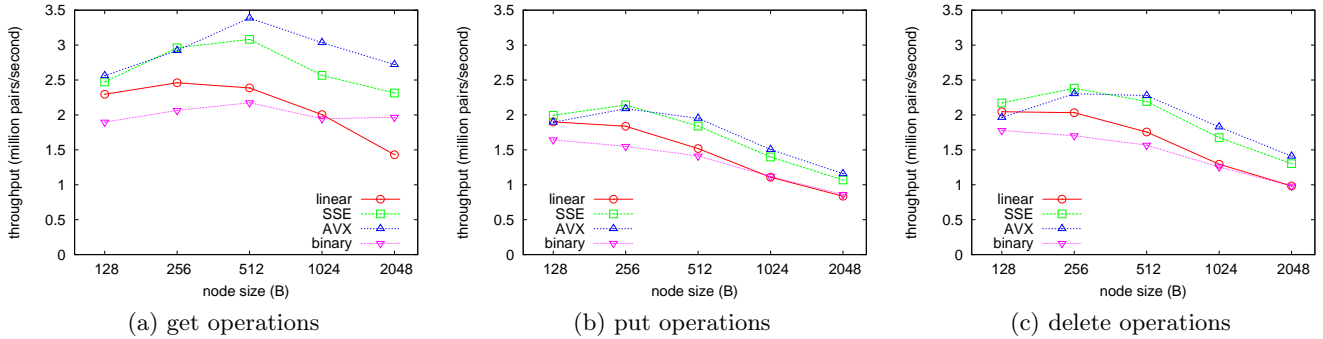 3.5
3
2.5
2
1.5
1
0.5
0
throughput (million pairs/second)
linear
SSE
AVX
binary
128 256 512 1024 2048
node size (B)
(a) get operations
3.5
3
2.5
2
1.5
1
0.5
0
throughput (million pairs/second)
linear
SSE
AVX
binary
128 256 512 1024 2048
node size (B)
(b) put operations
3.5
3
2.5
2
1.5
1
0.5
0
throughput (million pairs/second)
linear
SSE
AVX
binary
128 256 512 1024 2048
node size (B)
(c) delete operations